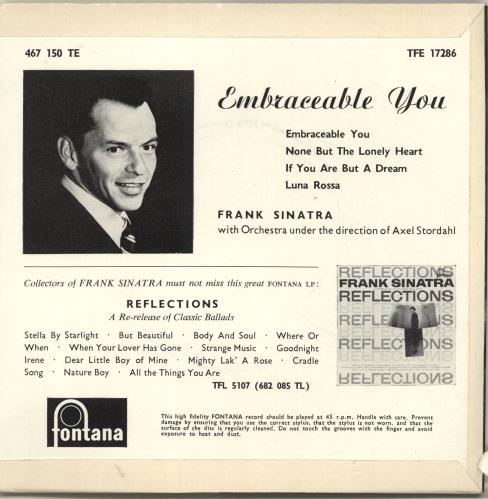 467 150 TE
TFE 17286
Embraceable You
Embraceable You
None But The Lonely Heart
If You Are But A Dream
Luna Rossa
FRANK SINATRA
with Orchestra under the direction of Axel Stordahl
Collectors of FRANK SINATRA must not miss this great FONTANA LP:
REFLECTIONS
A Re-release of Classic Ballads
Stella By Starlight · But Beautiful · Body And Soul · Where Or
When · When Your Lover Has Gone · Strange Music · Goodnight
Irene · Dear Little Boy of Mine · Mighty Lak' A Rose · Cradle
Song · Nature Boy · All the Things You Are
TFL 5107 (682 085 TL)
REFLECTIONS
FRANK SINATRA
REFLECTIONS
REFLECTIONS
REFLECTIONS
REFLECTIONS
fontana
This high fidelity FONTANA record should be played at 45 r.p.m. Handle with care. Prevent
damage by ensuring that you use the correct stylus, that the stylus is not worn, and that the
surface of the disc is regularly cleaned. Do not touch the grooves with the finger and avoid
exposure to heat and dust.